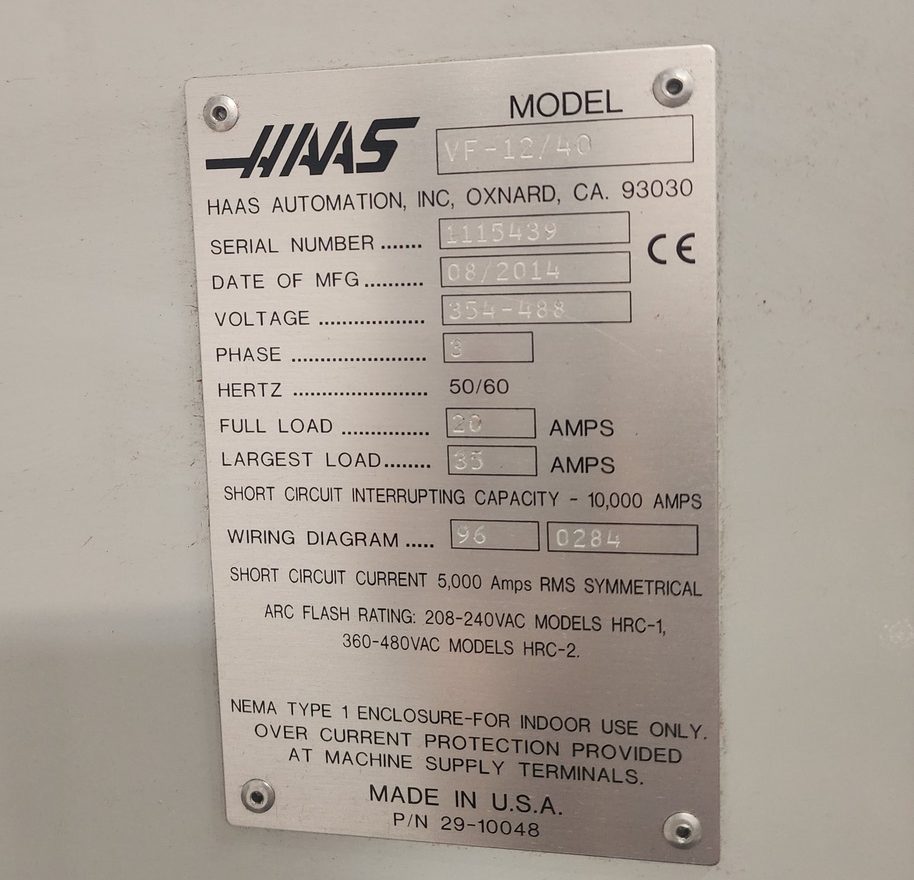 MODEL
HAAS VF-12/40
HAAS AUTOMATION, INC, OXNARD, CA. 93030
SERIAL NUMBER ....... 1115439 CE
DATE OF MFG.......... 08/2014
VOLTAGE .................. 354-488
PHASE ....................... 3
HERTZ ....................... 50/60
FULL LOAD ............... 20 AMPS
LARGEST LOAD........ 35 AMPS
SHORT CIRCUIT INTERRUPTING CAPACITY - 10,000 AMPS
WIRING DIAGRAM ..... 96 0284
SHORT CIRCUIT CURRENT 5,000 Amps RMS SYMMETRICAL
ARC FLASH RATING: 208-240VAC MODELS HRC-1,
360-480VAC MODELS HRC-2.
NEMA TYPE 1 ENCLOSURE-FOR INDOOR USE ONLY.
OVER CURRENT PROTECTION PROVIDED
AT MACHINE SUPPLY TERMINALS.
MADE IN U.S.A.
P/N 29-10048